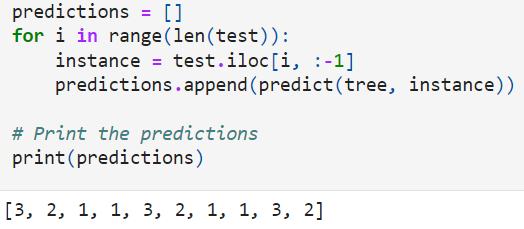 predictions = []
for i in range(len(test)):
    instance = test.iloc[i, :-1]
    predictions.append(predict(tree, instance))

# Print the predictions
print(predictions)
[3, 2, 1, 1, 3, 2, 1, 1, 3, 2]